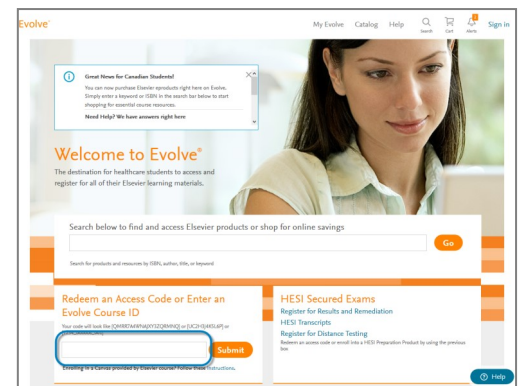 Evolve®
My Evolve Catalog Help Search Cart Alerts Sign in
Great News for Canadian Students!
You can now purchase Elsevier eproducts right here on Evolve.
Simply enter a keyword or ISBN in the search bar below to start
shopping for essential course resources.
Need Help? We have answers right here
Welcome to Evolve®
The destination for healthcare students to access and
register for all of their Elsevier learning materials.
Search below to find and access Elsevier products or shop for online savings
Go
Search for products and resources by ISBN, author, title, or keyword
Redeem an Access Code or Enter an
Evolve Course ID
Your code will look like
Submit
Enrolling in a Canvas provided by Elsevier course? Follow these instructions.
HESI Secured Exams
Register for Results and Remediation
HESI Transcripts
Register for Distance Testing
Redeem an access code or enroll into a HESI Preparation Product by using the previous
box
Help